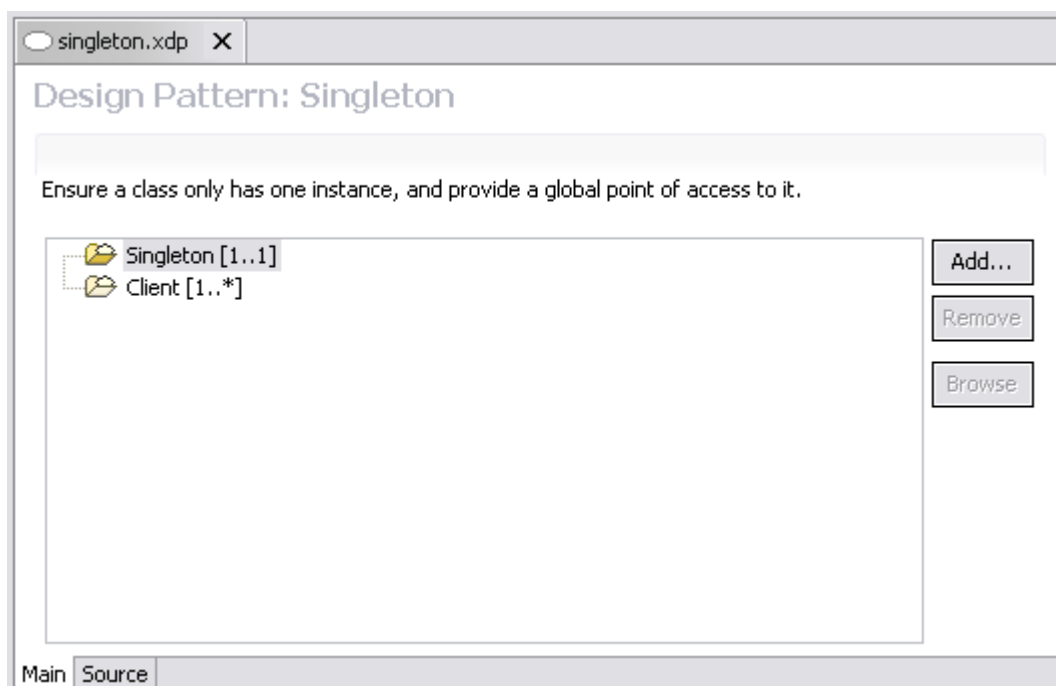 singleton.xdp
Design Pattern: Singleton
Ensure a class only has one instance, and provide a global point of access to it.
Singleton [1..1]
Client [1..*]
Add...
Remove
Browse
Main Source